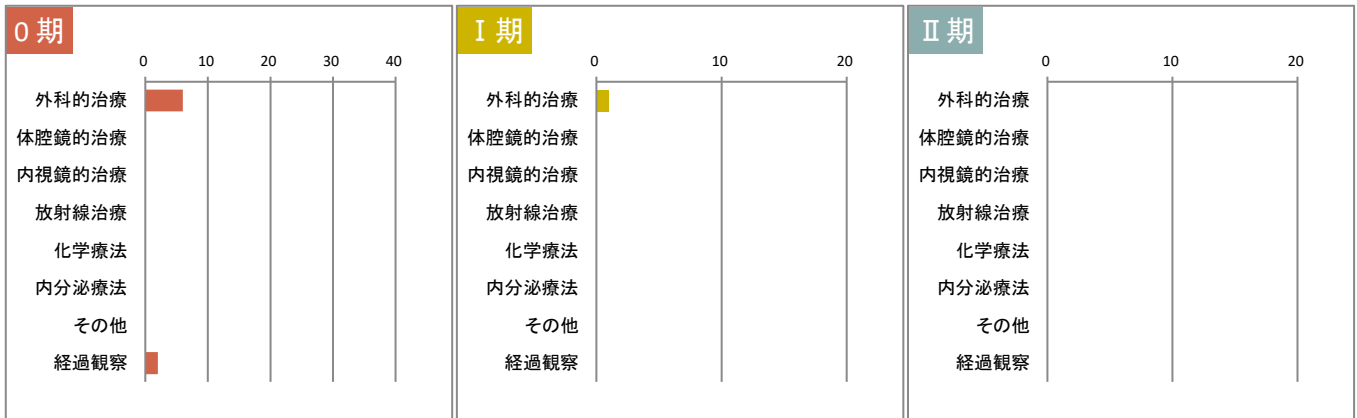 0期
0 10 20 30 40
外科的治療
体腔鏡的治療
内視鏡的治療
放射線治療
化学療法
内分泌療法
その他
経過観察
Ⅰ期
0 10 20
外科的治療
体腔鏡的治療
内視鏡的治療
放射線治療
化学療法
内分泌療法
その他
経過観察
Ⅱ期
0 10 20
外科的治療
体腔鏡的治療
内視鏡的治療
放射線治療
化学療法
内分泌療法
その他
経過観察